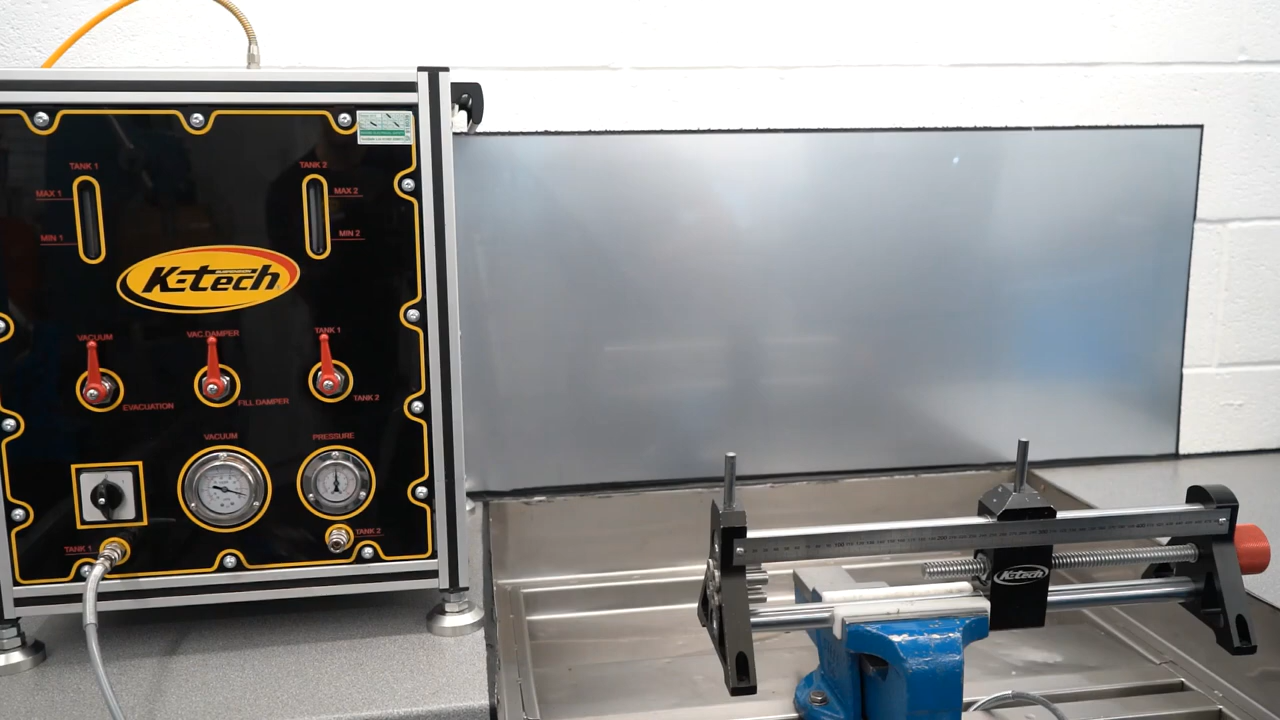 TANK 1
TANK 2
MAX 1
MAX 2
MIN 1
MIN 2
SUSPENSION
K-tech
VACUUM
VAC DAMPER
TANK 1
EVACUATION
FILL DAMPER
TANK 2
VACUUM
PRESSURE
TANK 1
TANK 2
K-tech